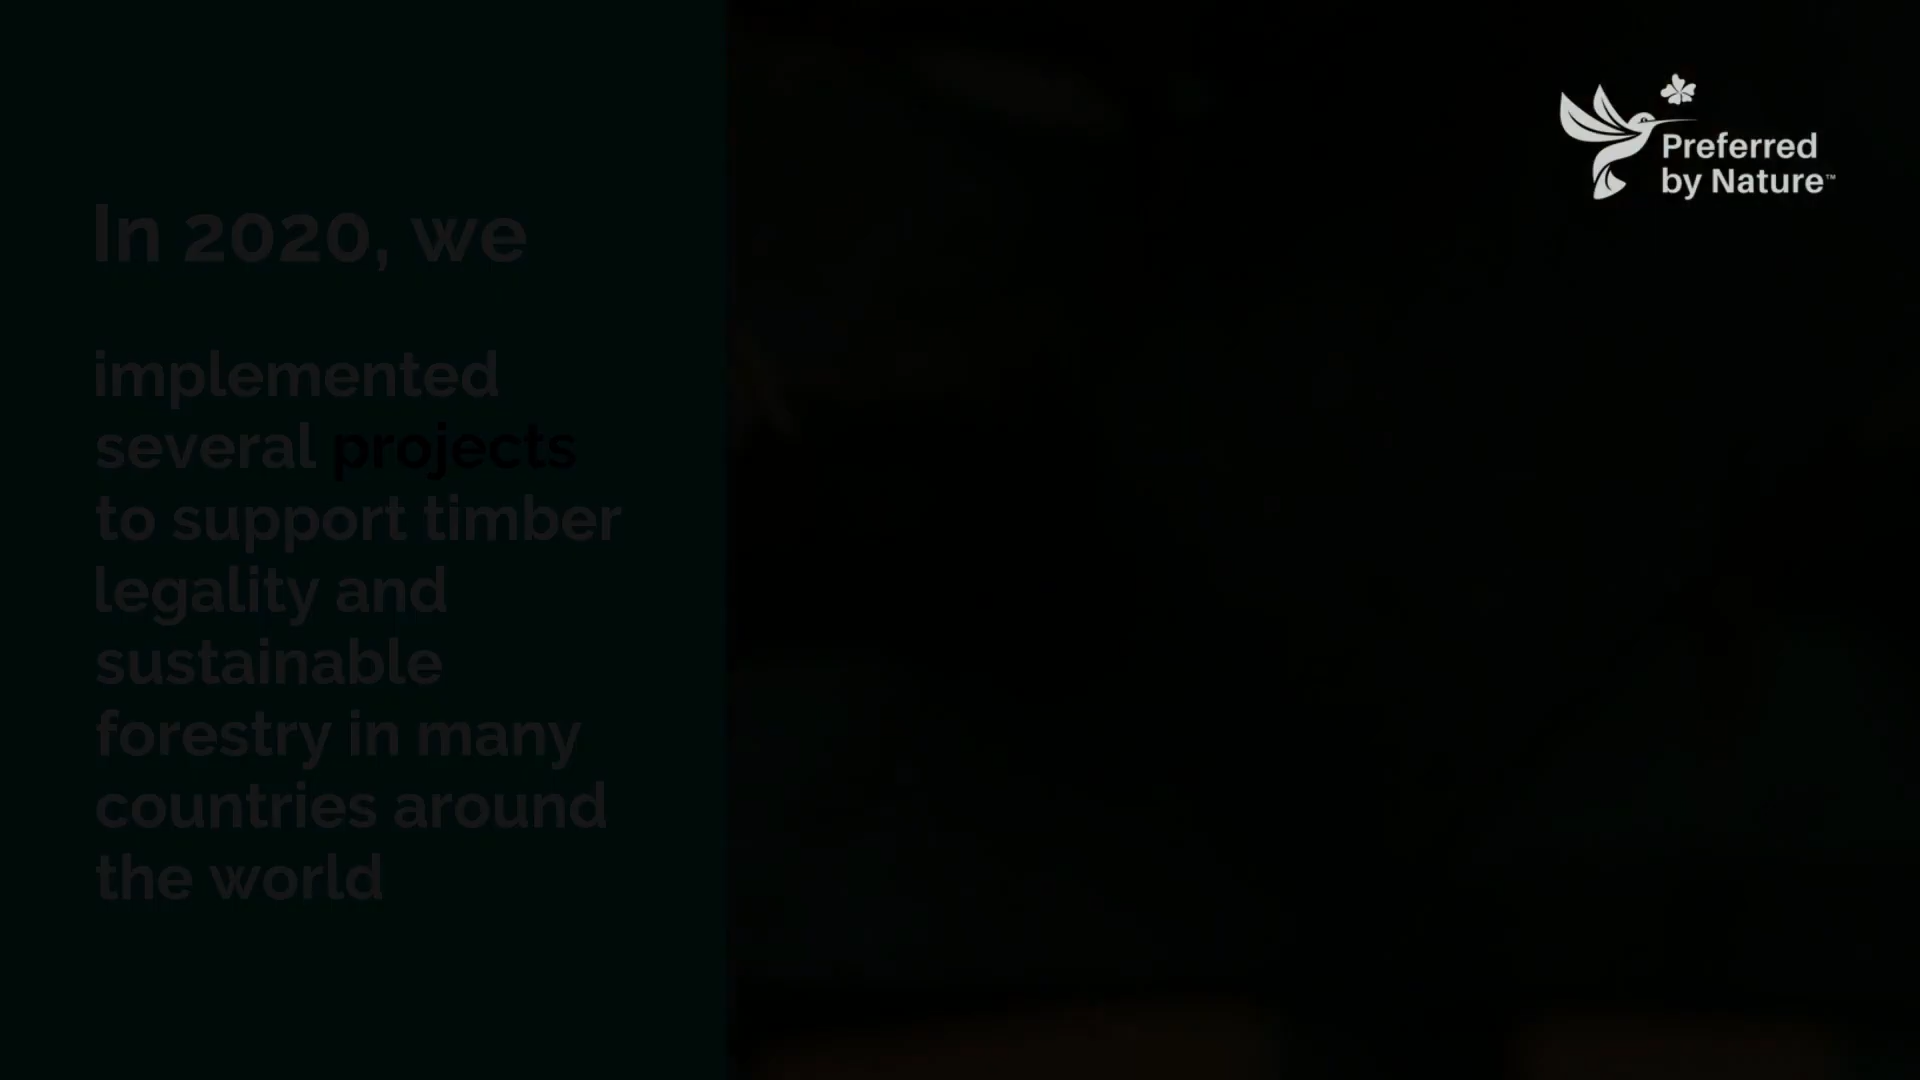 Preferred
by Nature™
In 2020, we
implemented
several projects
to support timber
legality and
sustainable
forestry in many
countries around
the world